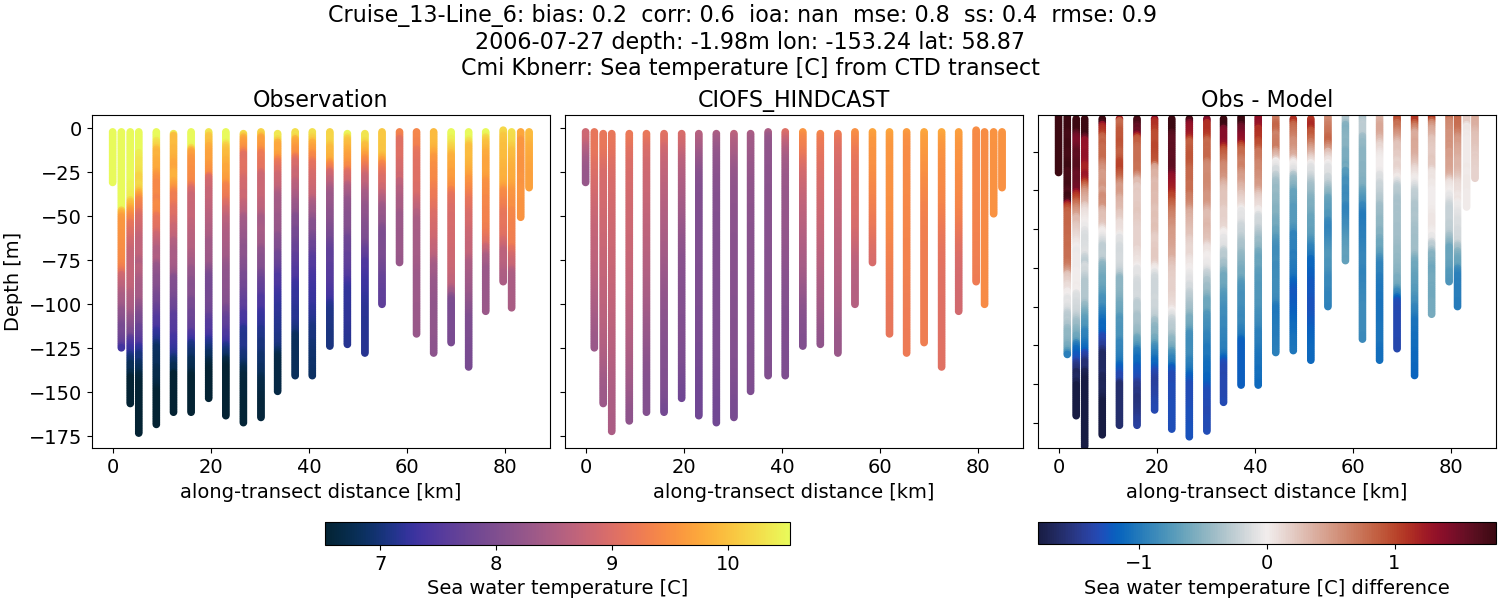 Cruise_13-Line_6: bias: 0.2  corr: 0.6  ioa: nan  mse: 0.8  ss: 0.4  rmse: 0.9
2006-07-27 depth: -1.98m lon: -153.24 lat: 58.87
Cmi Kbnerr: Sea temperature [C] from CTD transect
Observation
CIOFS_HINDCAST
Obs - Model
Depth [m]
0
−25
−50
−75
−100
−125
−150
−175
0 20 40 60 80
0 20 40 60 80
0 20 40 60 80
along-transect distance [km]
along-transect distance [km]
along-transect distance [km]
7 8 9 10
Sea water temperature [C]
−1 0 1
Sea water temperature [C] difference